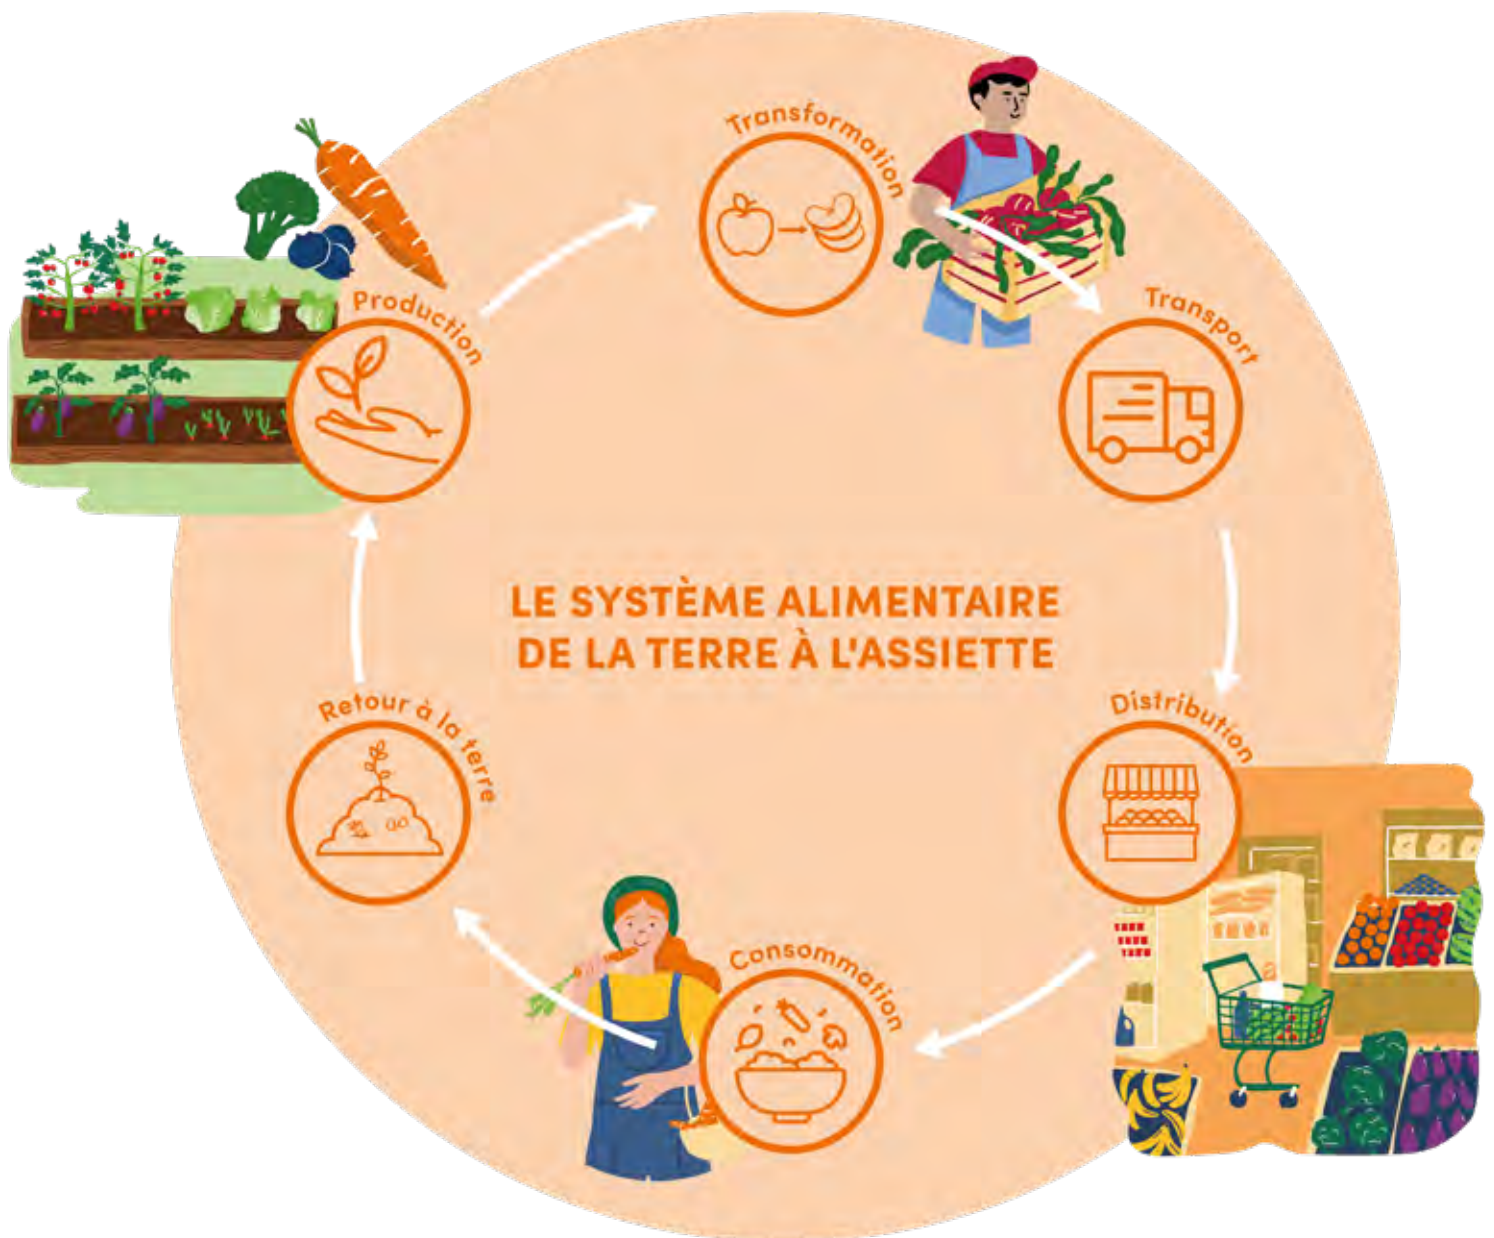 Transformation
Production
Transport
LE SYSTÈME ALIMENTAIRE
DE LA TERRE À L'ASSIETTE
Retour à la terre
Distribution
Consommation